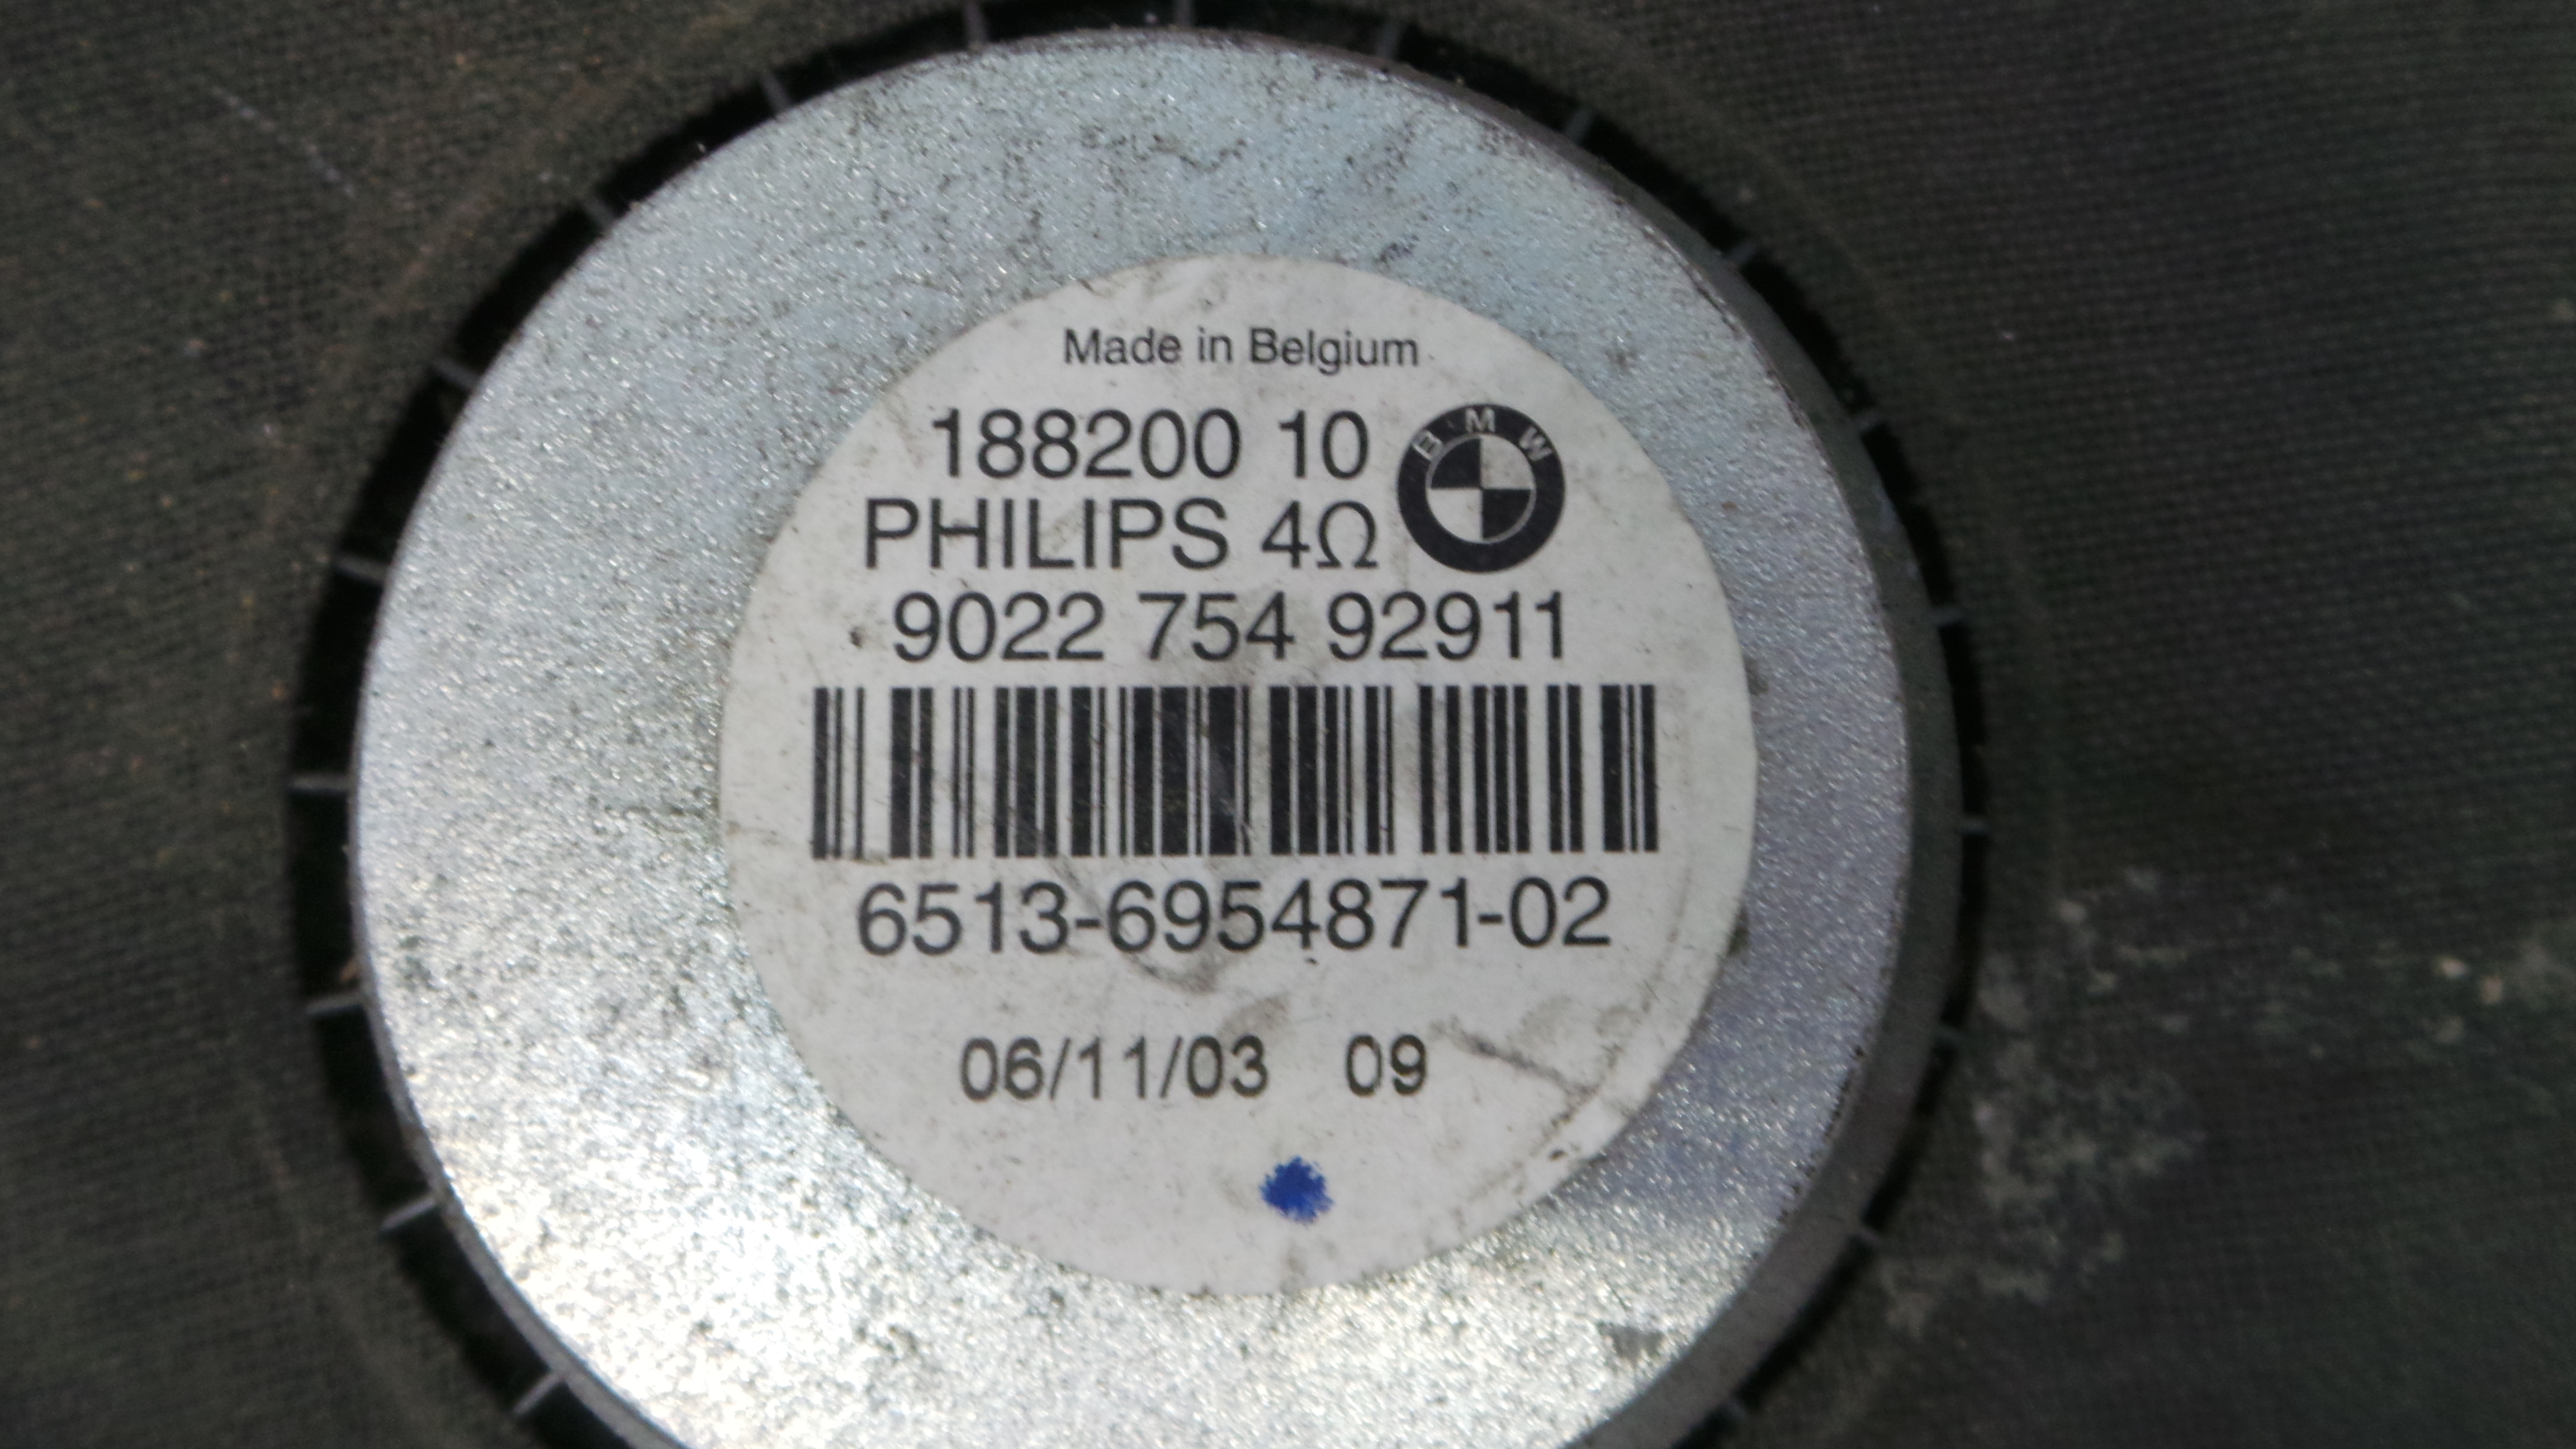 Made in Belgium
188200 10
BMW
PHILIPS 4Ω
9022 754 92911
6513-6954871-02
06/11/03 09